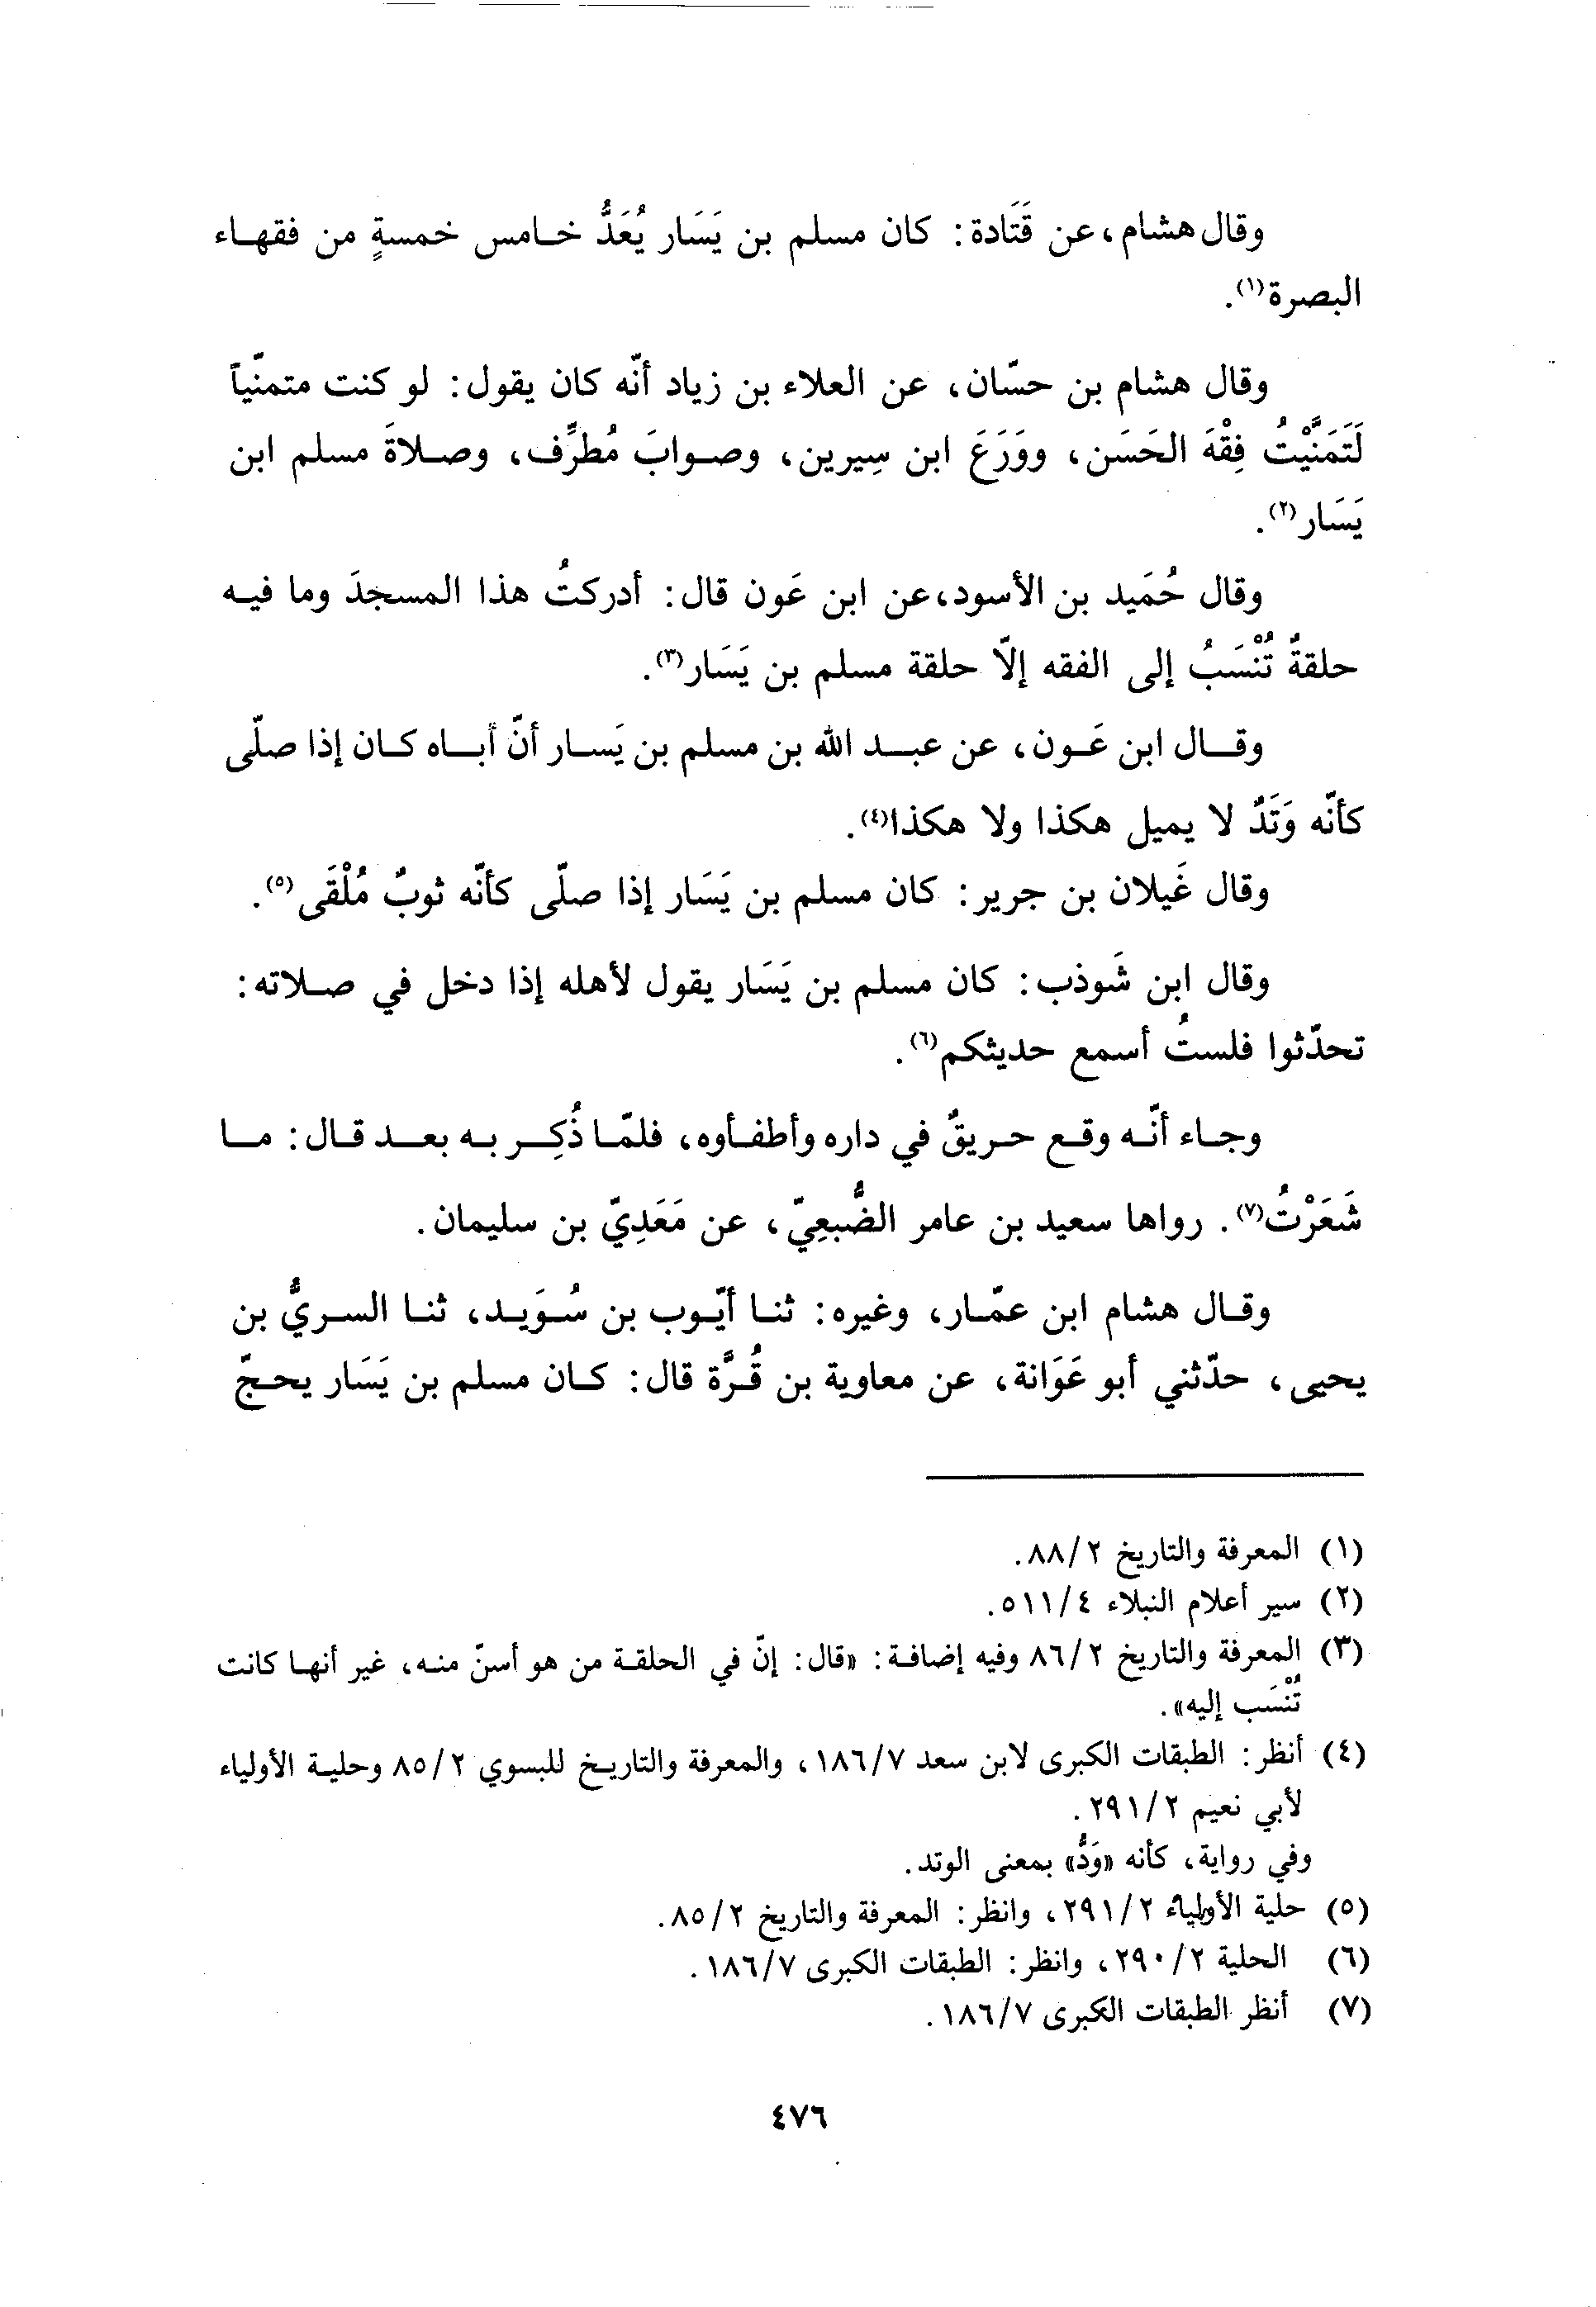 وقال هشام، عن قَتَادة: كان مسلم بن يَسَار يُعَدُّ خامس خمسةٍ من فقهاء
البصرة(١).
وقال هشام بن حسّان، عن العلاء بن زياد أنّه كان يقول: لو كنت متمنّياً
لَتَمَنَّيْتُ فِقْهَ الحَسَن، ووَرَعَ ابن سِيرين، وصوابَ مُطرِّف، وصلاةَ مسلم ابن
يَسَار(٢).
وقال حُمَيد بن الأسود، عن ابن عَون قال: أدركتُ هذا المسجدَ وما فيه
حلقةٌ تُنْسَبُ إلى الفقه إلّا حلقة مسلم بن يَسَار(٣).
وقال ابن عَون، عن عبد الله بن مسلم بن يَسار أنّ أباه كان إذا صلّى
كأنّه وَتَدٌ لا يميل هكذا ولا هكذا(٤).
وقال غَيلان بن جرير: كان مسلم بن يَسَار إذا صلّى كأنّه ثوبٌ مُلْقَى(٥).
وقال ابن شَوذب: كان مسلم بن يَسَار يقول لأهله إذا دخل في صلاته:
تحدّثوا فلستُ أسمع حديثكم(٦).
وجاء أنّه وقع حريقٌ في داره وأطفأوه، فلمّا ذُكِر به بعد قال: ما
شَعَرْتُ(٧). رواها سعيد بن عامر الضُّبعِيّ، عن مَعَدِيّ بن سليمان.
وقال هشام ابن عمّار، وغيره: ثنا أيّوب بن سُوَيد، ثنا السريُّ بن
يحيى، حدّثني أبو عَوَانة، عن معاوية بن قُرَّة قال: كان مسلم بن يَسَار يحجّ
(١) المعرفة والتاريخ ٨٨/٢.
(٢) سير أعلام النبلاء ٥١١/٤.
(٣) المعرفة والتاريخ ٨٦/٢ وفيه إضافة: «قال: إنّ في الحلقة من هو أسنّ منه، غير أنها كانت
تُنْسَب إليه».
(٤) أنظر: الطبقات الكبرى لابن سعد ١٨٦/٧، والمعرفة والتاريخ للبسوي ٨٥/٢ وحلية الأولياء
لأبي نعيم ٢٩١/٢.
وفي رواية، كأنه «وَدُّ» بمعنى الوتد.
(٥) حلية الأولياء ٢٩١/٢، وانظر: المعرفة والتاريخ ٨٥/٢.
(٦) الحلية ٢٩٠/٢، وانظر: الطبقات الكبرى ١٨٦/٧.
(٧) أنظر الطبقات الكبرى ١٨٦/٧.
٤٧٦